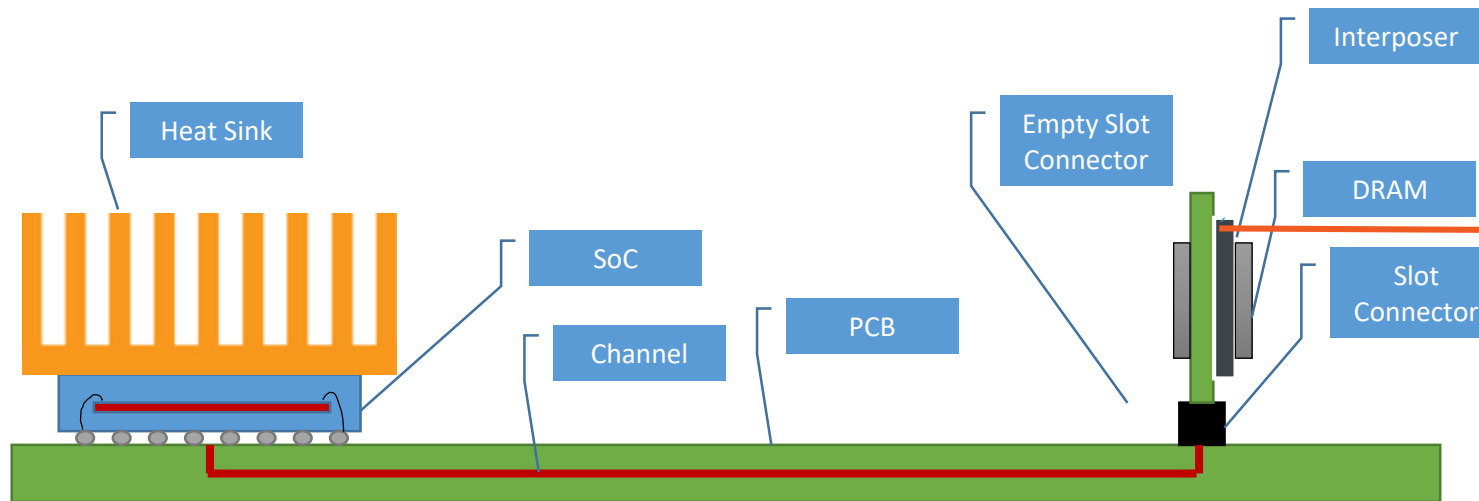 Interposer
Heat Sink
Empty Slot
Connector
DRAM
SoC
Slot
Connector
PCB
Channel